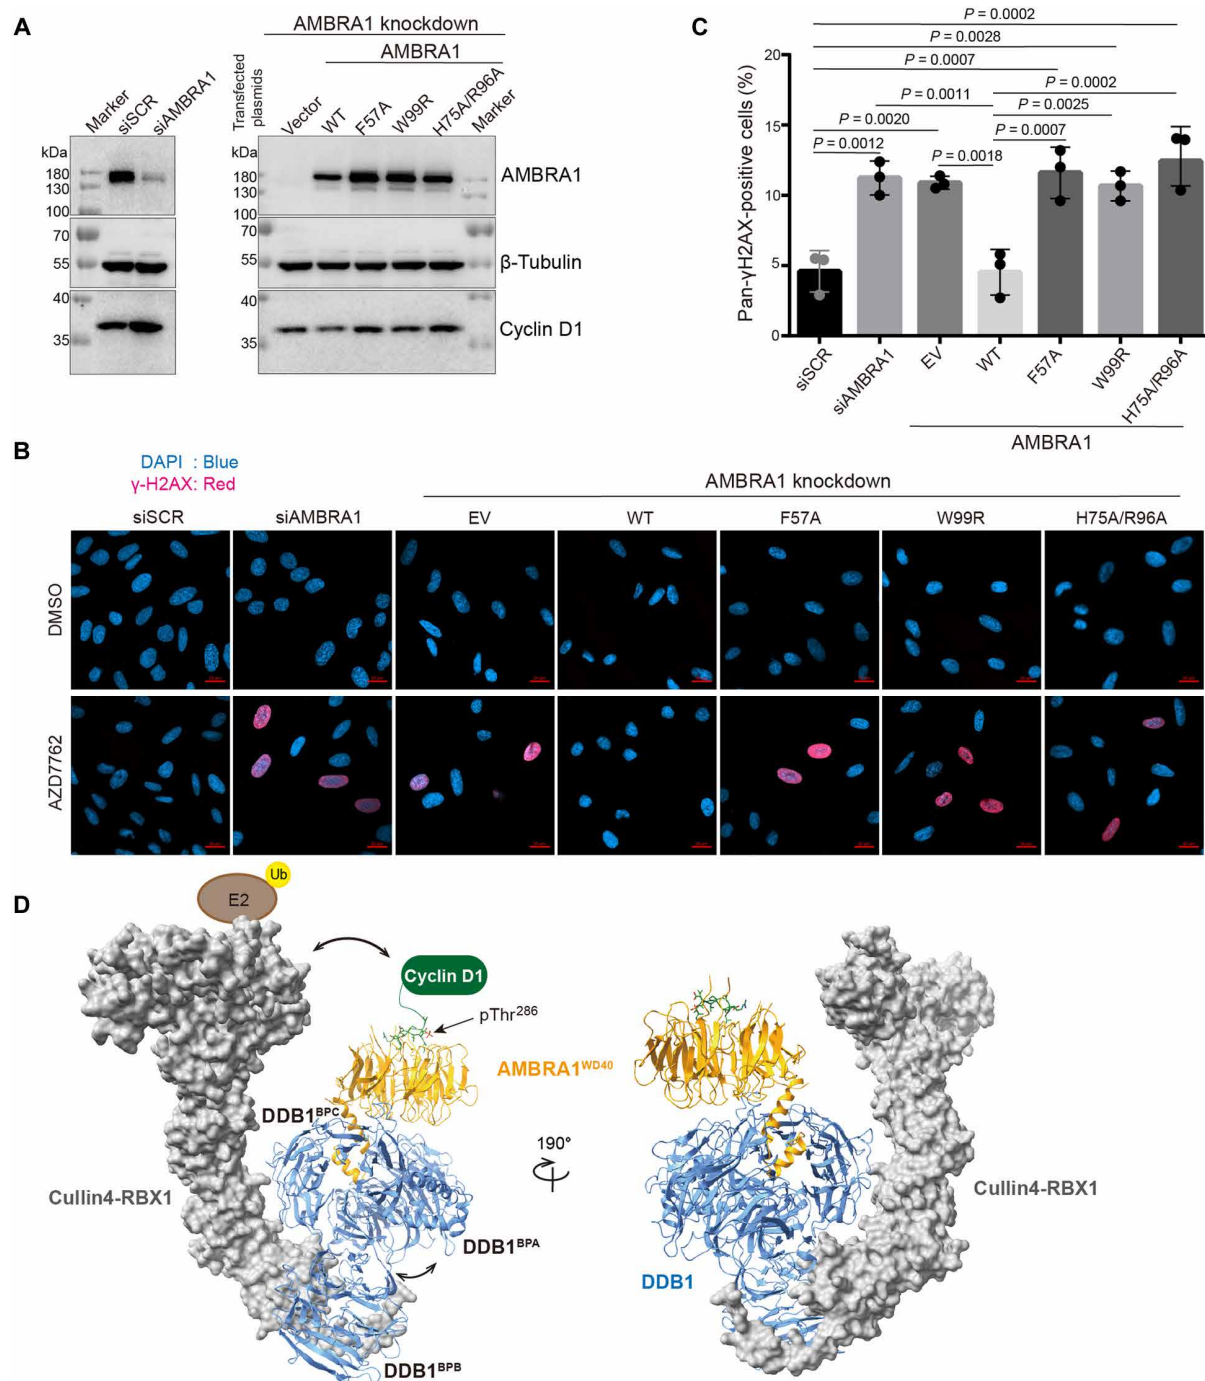 A
AMBRA1 knockdown
AMBRA1
Transfected
plasmids
Marker
siSCR
siAMBRA1
Vector
WT
F57A
W99R
H75A/R96A
Marker
kDa
180
130
100
70
55
40
35
kDa
180
130
100
70
55
40
35
AMBRA1
β-Tubulin
Cyclin D1
C
P = 0.0002
P = 0.0028
P = 0.0007
P = 0.0002
P = 0.0011
P = 0.0025
P = 0.0020
P = 0.0007
P = 0.0012
P = 0.0018
Pan-γH2AX-positive cells (%)
20
15
10
5
0
siSCR
siAMBRA1
EV
WT
F57A
W99R
H75A/R96A
AMBRA1
B
DAPI : Blue
γ-H2AX: Red
AMBRA1 knockdown
siSCR
siAMBRA1
EV
WT
F57A
W99R
H75A/R96A
DMSO
AZD7762
D
E2
Ub
Cyclin D1
pThr286
AMBRA1WD40
DDB1BPC
190°
Cullin4-RBX1
Cullin4-RBX1
DDB1BPA
DDB1
DDB1BPB